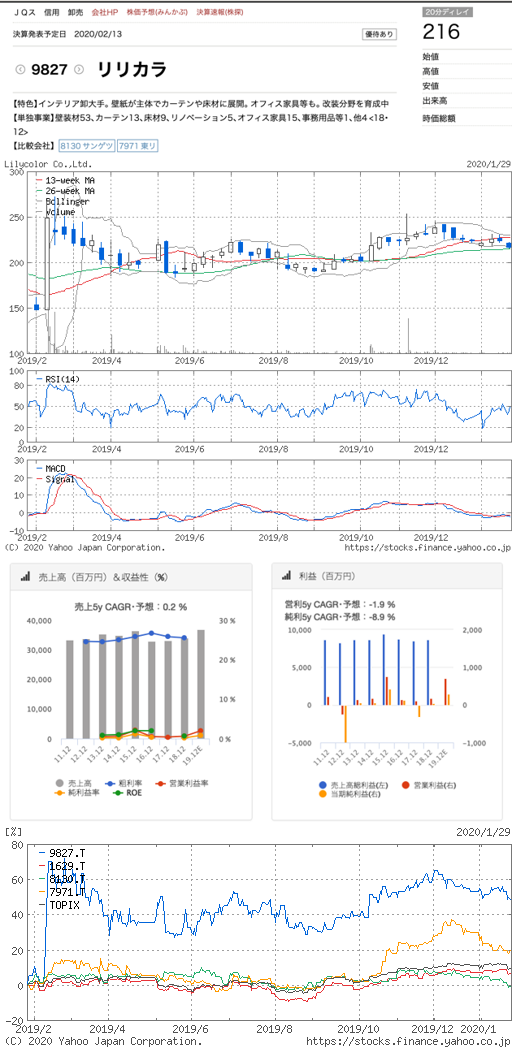 ＪＱス 信用 卸売 会社HP 株価予想(みんかぶ) 決算速報(株探)
20分ディレイ
決算発表予定日 2020/02/13
優待あり
216
9827 リリカラ
始値
高値
安値
出来高
時価総額
【特色】インテリア卸大手。壁紙が主体でカーテンや床材に展開。オフィス家具等も。改装分野を育成中
【単独事業】壁装材53、カーテン13、床材9、リノベーション5、オフィス家具15、事務用品等1、他4<18・
12>
【比較会社】 8130 サンゲツ 7971 東リ
Lilycolor Co.,Ltd. 2020/1/29
300
13-week MA
26-week MA
Bollinger
Volume
250
200
150
100
2019/2 2019/4 2019/6 2019/8 2019/10 2019/12
100
RSI(14)
50
0
2019/2 2019/4 2019/6 2019/8 2019/10 2019/12
30
MACD
Signal
20
10
0
-10
2019/2 2019/4 2019/6 2019/8 2019/10 2019/12
(C) 2020 Yahoo Japan Corporation. https://stocks.finance.yahoo.co.jp
売上高（百万円）＆収益性（%）
売上5y CAGR・予想：0.2 %
40,000 30 %
30,000
20 %
20,000
10 %
10,000
0 0 %
11.12 12.12 13.12 14.12 15.12 16.12 17.12 18.12 19.12E
売上高 粗利率 営業利益率
純利益率 ROE
利益（百万円）
営利5y CAGR・予想：-1.9 %
純利5y CAGR・予想：-8.9 %
10,000 2,000
5,000 1,000
0 0
-5,000 -1,000
11.12 12.12 13.12 14.12 15.12 16.12 17.12 18.12 19.12E
売上高総利益(左) 営業利益(右)
当期純利益(右)
[%] 2020/1/29
80
9827.T
1629.T
8130.T
7971.T
TOPIX
60
40
20
0
-20
2019/2 2019/4 2019/6 2019/8 2019/10 2019/12 2020/1
(C) 2020 Yahoo Japan Corporation. https://stocks.finance.yahoo.co.jp